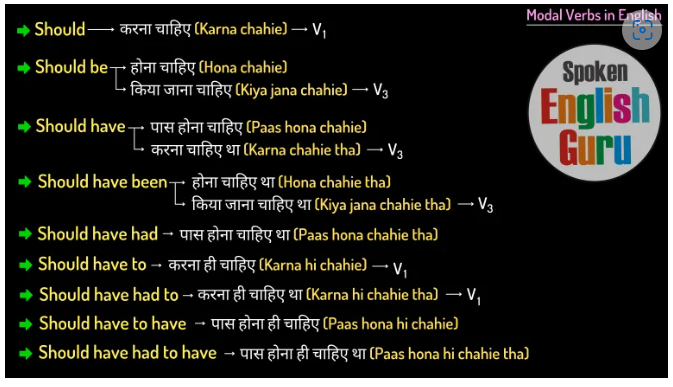 Modal Verbs in English
Should → करना चाहिए (Karna chahie) → V₁
Should be → होना चाहिए (Hona chahie)
→ किया जाना चाहिए (Kiya jana chahie) → V₃
Should have → पास होना चाहिए (Paas hona chahie)
→ करना चाहिए था (Karna chahie tha) → V₃
Should have been → होना चाहिए था (Hona chahie tha)
→ किया जाना चाहिए था (Kiya jana chahie tha) → V₃
Should have had → पास होना चाहिए था (Paas hona chahie tha)
Should have to → करना ही चाहिए (Karna hi chahie) → V₁
Should have had to → करना ही चाहिए था (Karna hi chahie tha) → V₁
Should have to have → पास होना ही चाहिए (Paas hona hi chahie)
Should have had to have → पास होना ही चाहिए था (Paas hona hi chahie tha)
Spoken
English
Guru